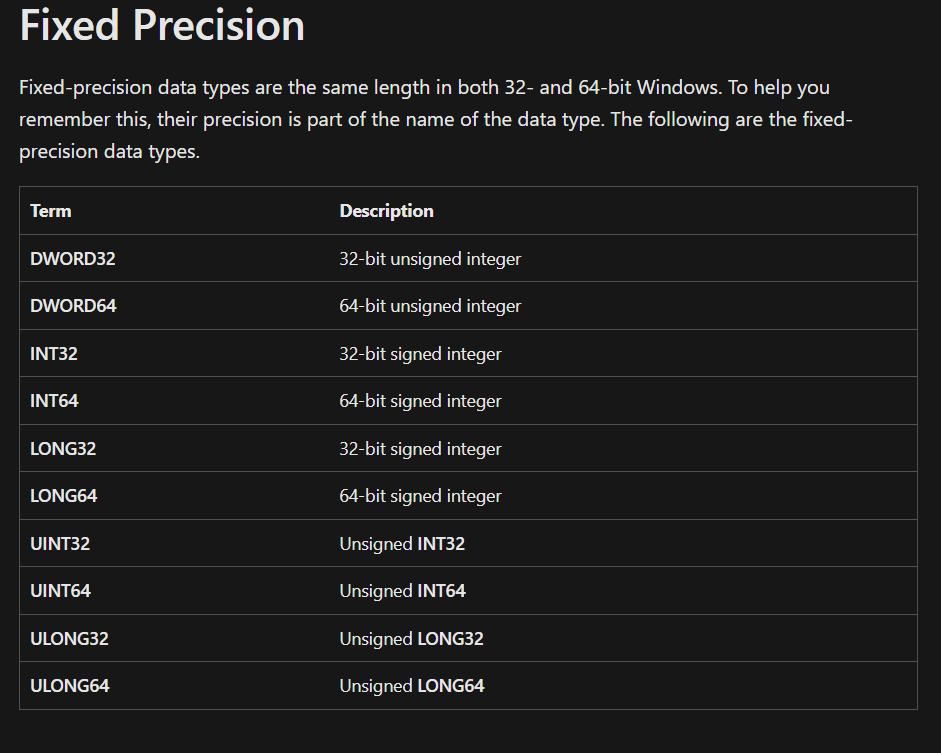 Fixed Precision
Fixed-precision data types are the same length in both 32- and 64-bit Windows. To help you
remember this, their precision is part of the name of the data type. The following are the fixed-
precision data types.
Term Description
DWORD32 32-bit unsigned integer
DWORD64 64-bit unsigned integer
INT32 32-bit signed integer
INT64 64-bit signed integer
LONG32 32-bit signed integer
LONG64 64-bit signed integer
UINT32 Unsigned INT32
UINT64 Unsigned INT64
ULONG32 Unsigned LONG32
ULONG64 Unsigned LONG64